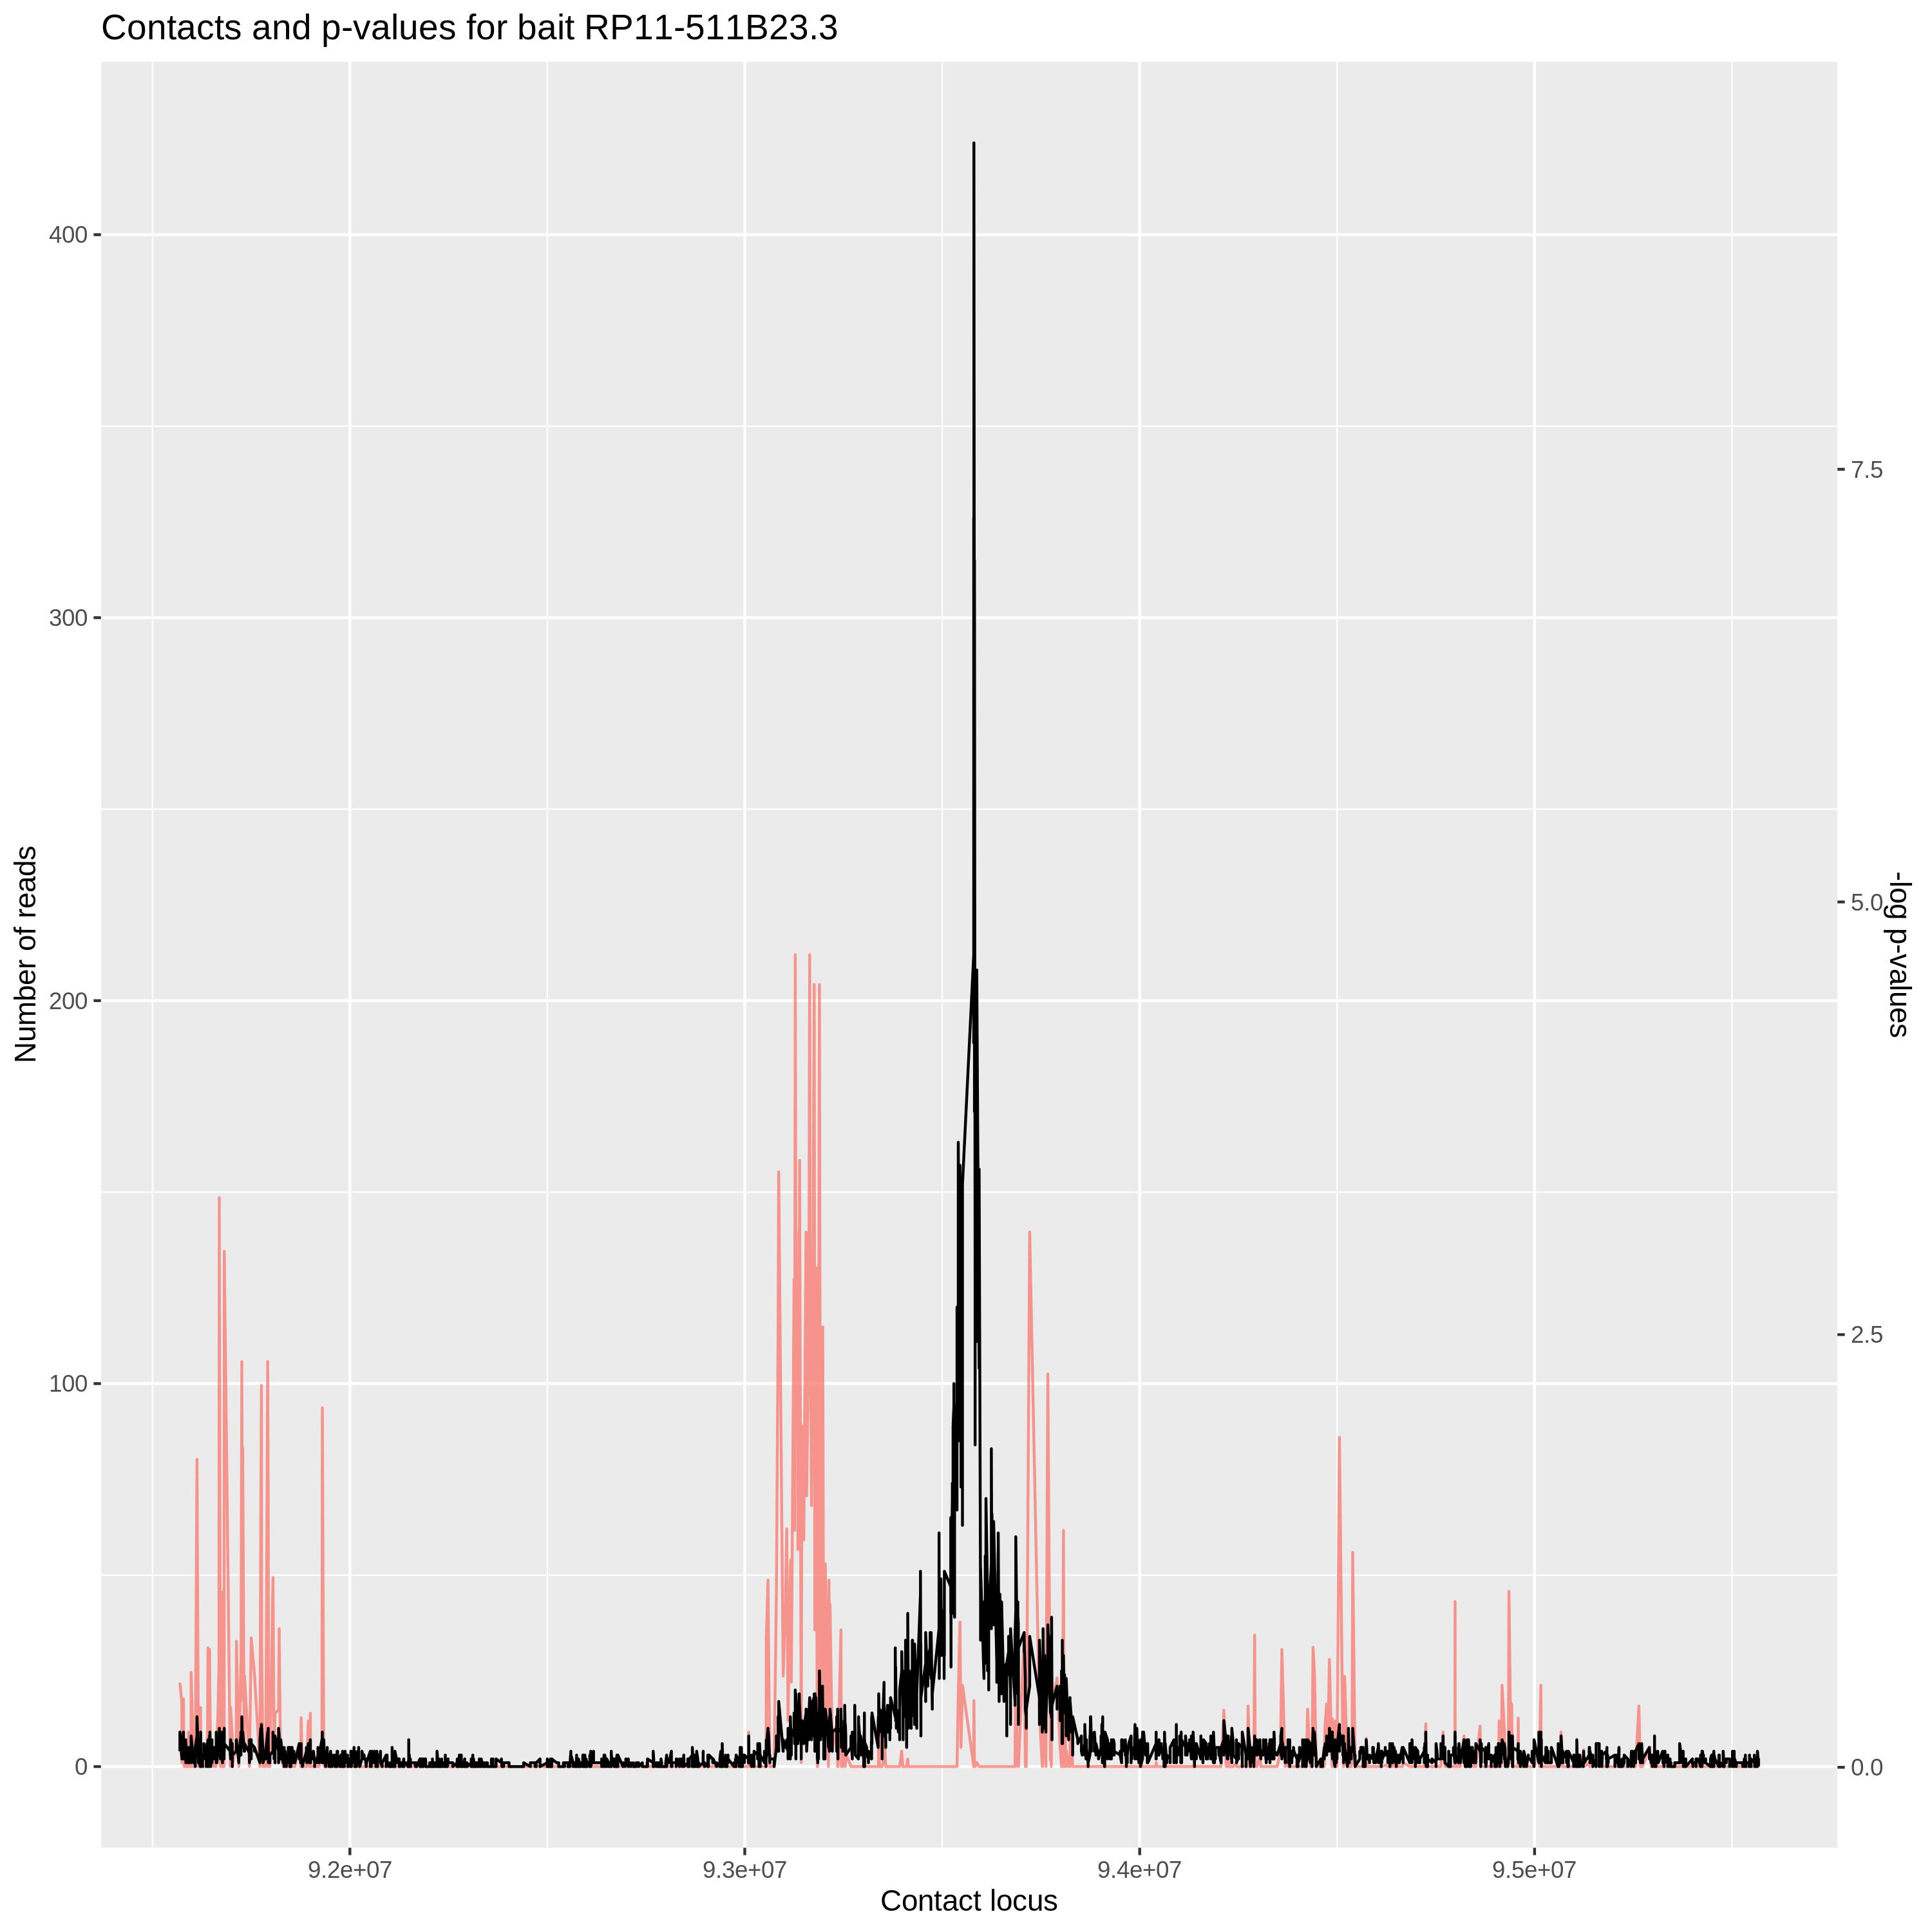 Contacts and p-values for bait RP11-511B23.3
Number of reads
400
300
200
100
0
7.5
5.0
2.5
0.0
-log p-values
9.2e+07 9.3e+07 9.4e+07 9.5e+07
Contact locus